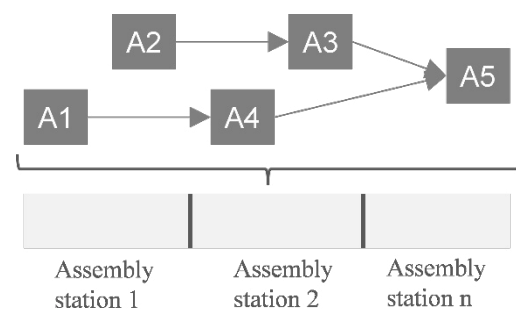 A2
A3
A5
A1
A4
Assembly
station 1
Assembly
station 2
Assembly
station n